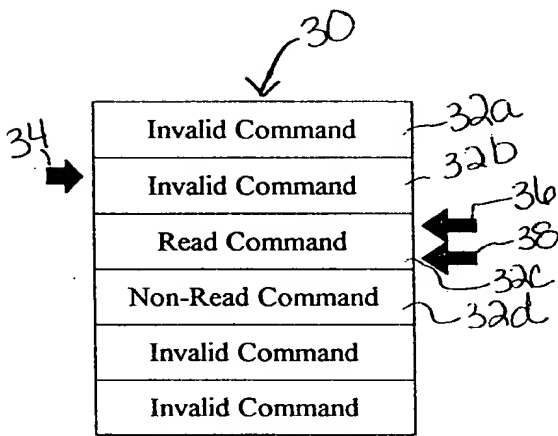 30
Invalid Command 32a
34
Invalid Command 32b
36
Read Command
38
32c
Non-Read Command
32d
Invalid Command
Invalid Command